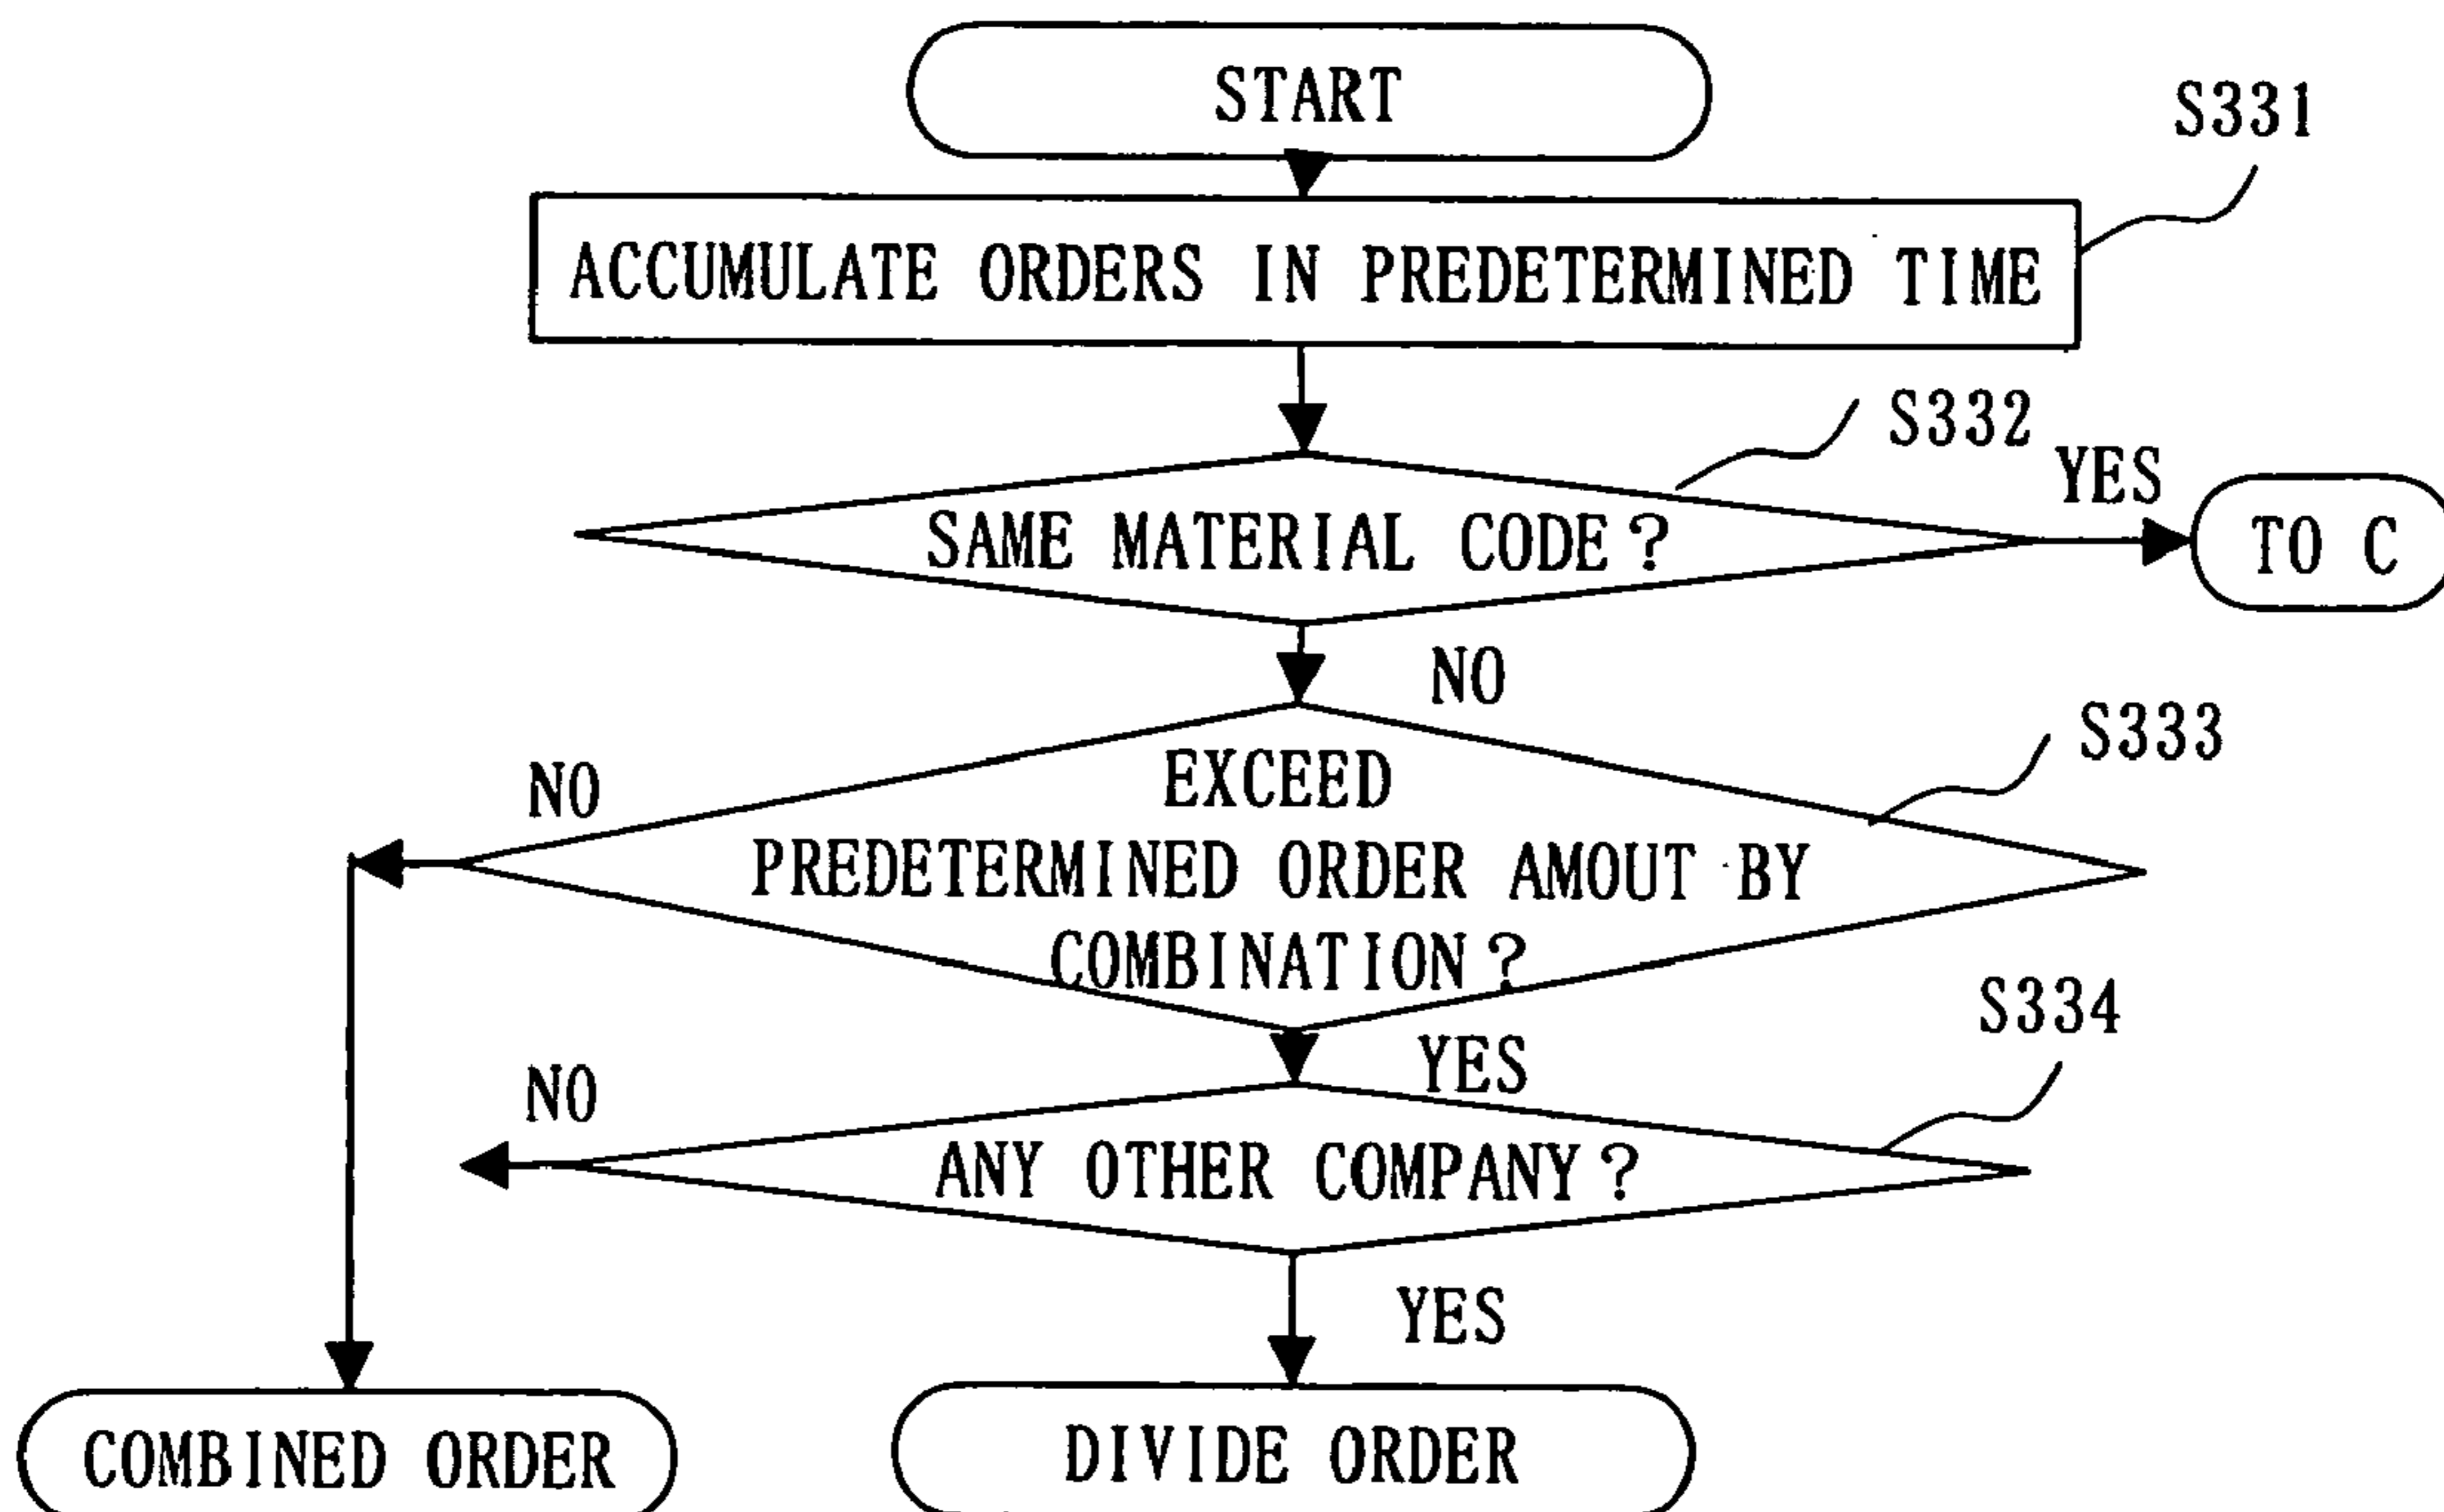 START
S331
ACCUMULATE ORDERS IN PREDETERMINED TIME
S332
YES
SAME MATERIAL CODE?
TO C
NO
S333
NO
EXCEED
PREDETERMINED ORDER AMOUT BY
COMBINATION?
S334
YES
NO
ANY OTHER COMPANY?
YES
COMBINED ORDER
DIVIDE ORDER